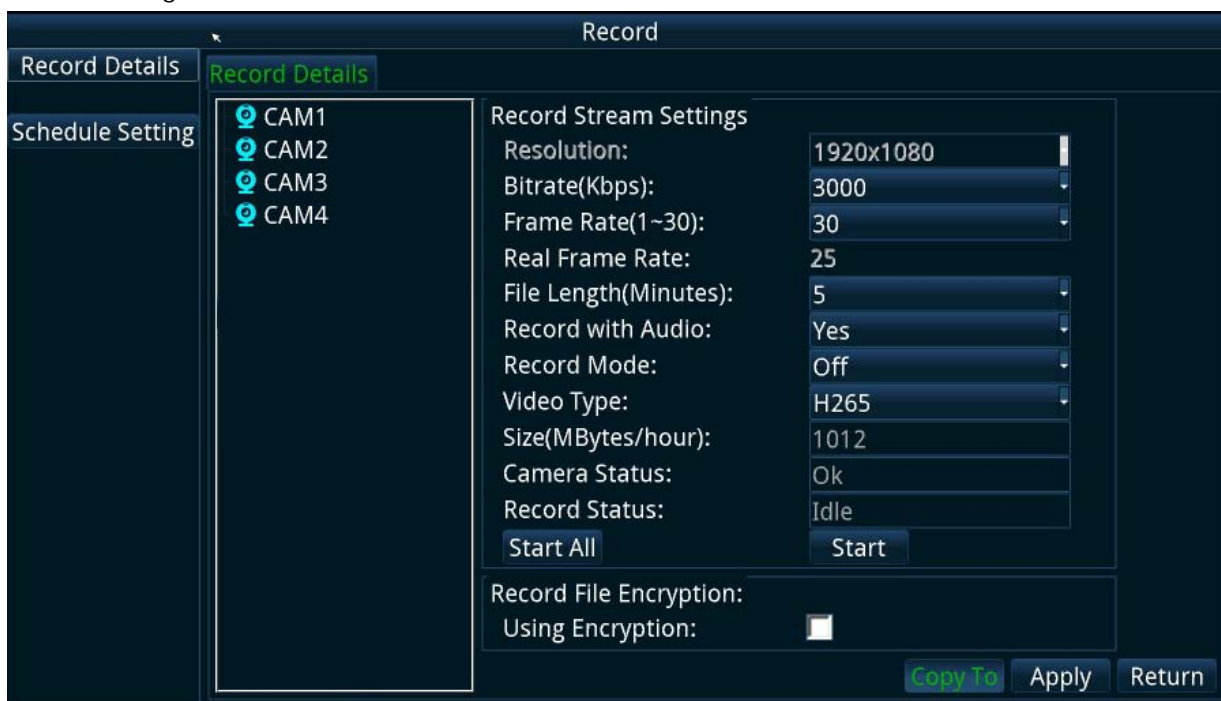 Record
Record Details
Schedule Setting
Record Details
CAM1
CAM2
CAM3
CAM4
Record Stream Settings
Resolution: 1920x1080
Bitrate(Kbps): 3000
Frame Rate(1~30): 30
Real Frame Rate: 25
File Length(Minutes): 5
Record with Audio: Yes
Record Mode: Off
Video Type: H265
Size(MBytes/hour): 1012
Camera Status: Ok
Record Status: Idle
Start All Start
Record File Encryption:
Using Encryption:
Copy To Apply Return